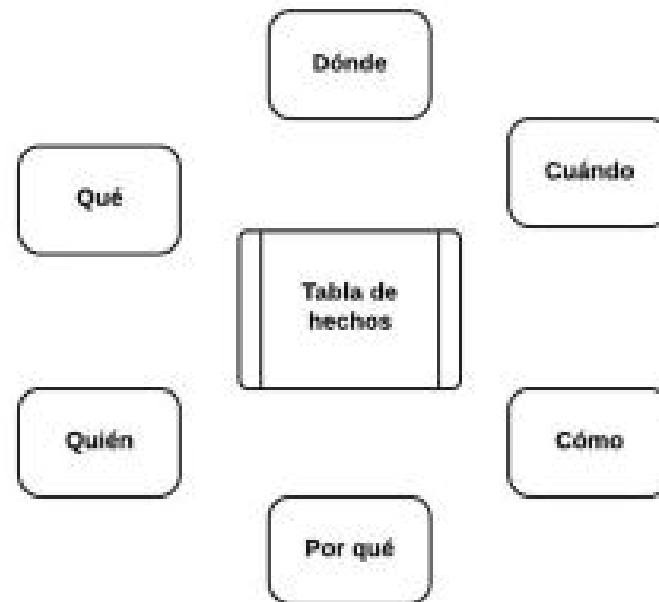 Dónde
Cuándo
Qué
Tabla de
hechos
Quién
Cómo
Por qué